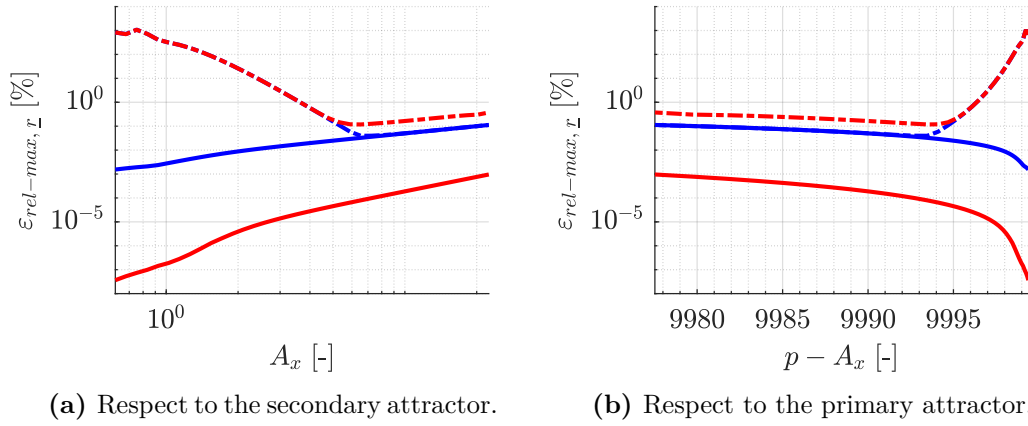 ε_{rel−max, r} [%]
10^0
10^{−5}
10^0
A_x [-]
(a) Respect to the secondary attractor.
ε_{rel−max, r} [%]
10^0
10^{−5}
9980 9985 9990 9995
p − A_x [-]
(b) Respect to the primary attractor